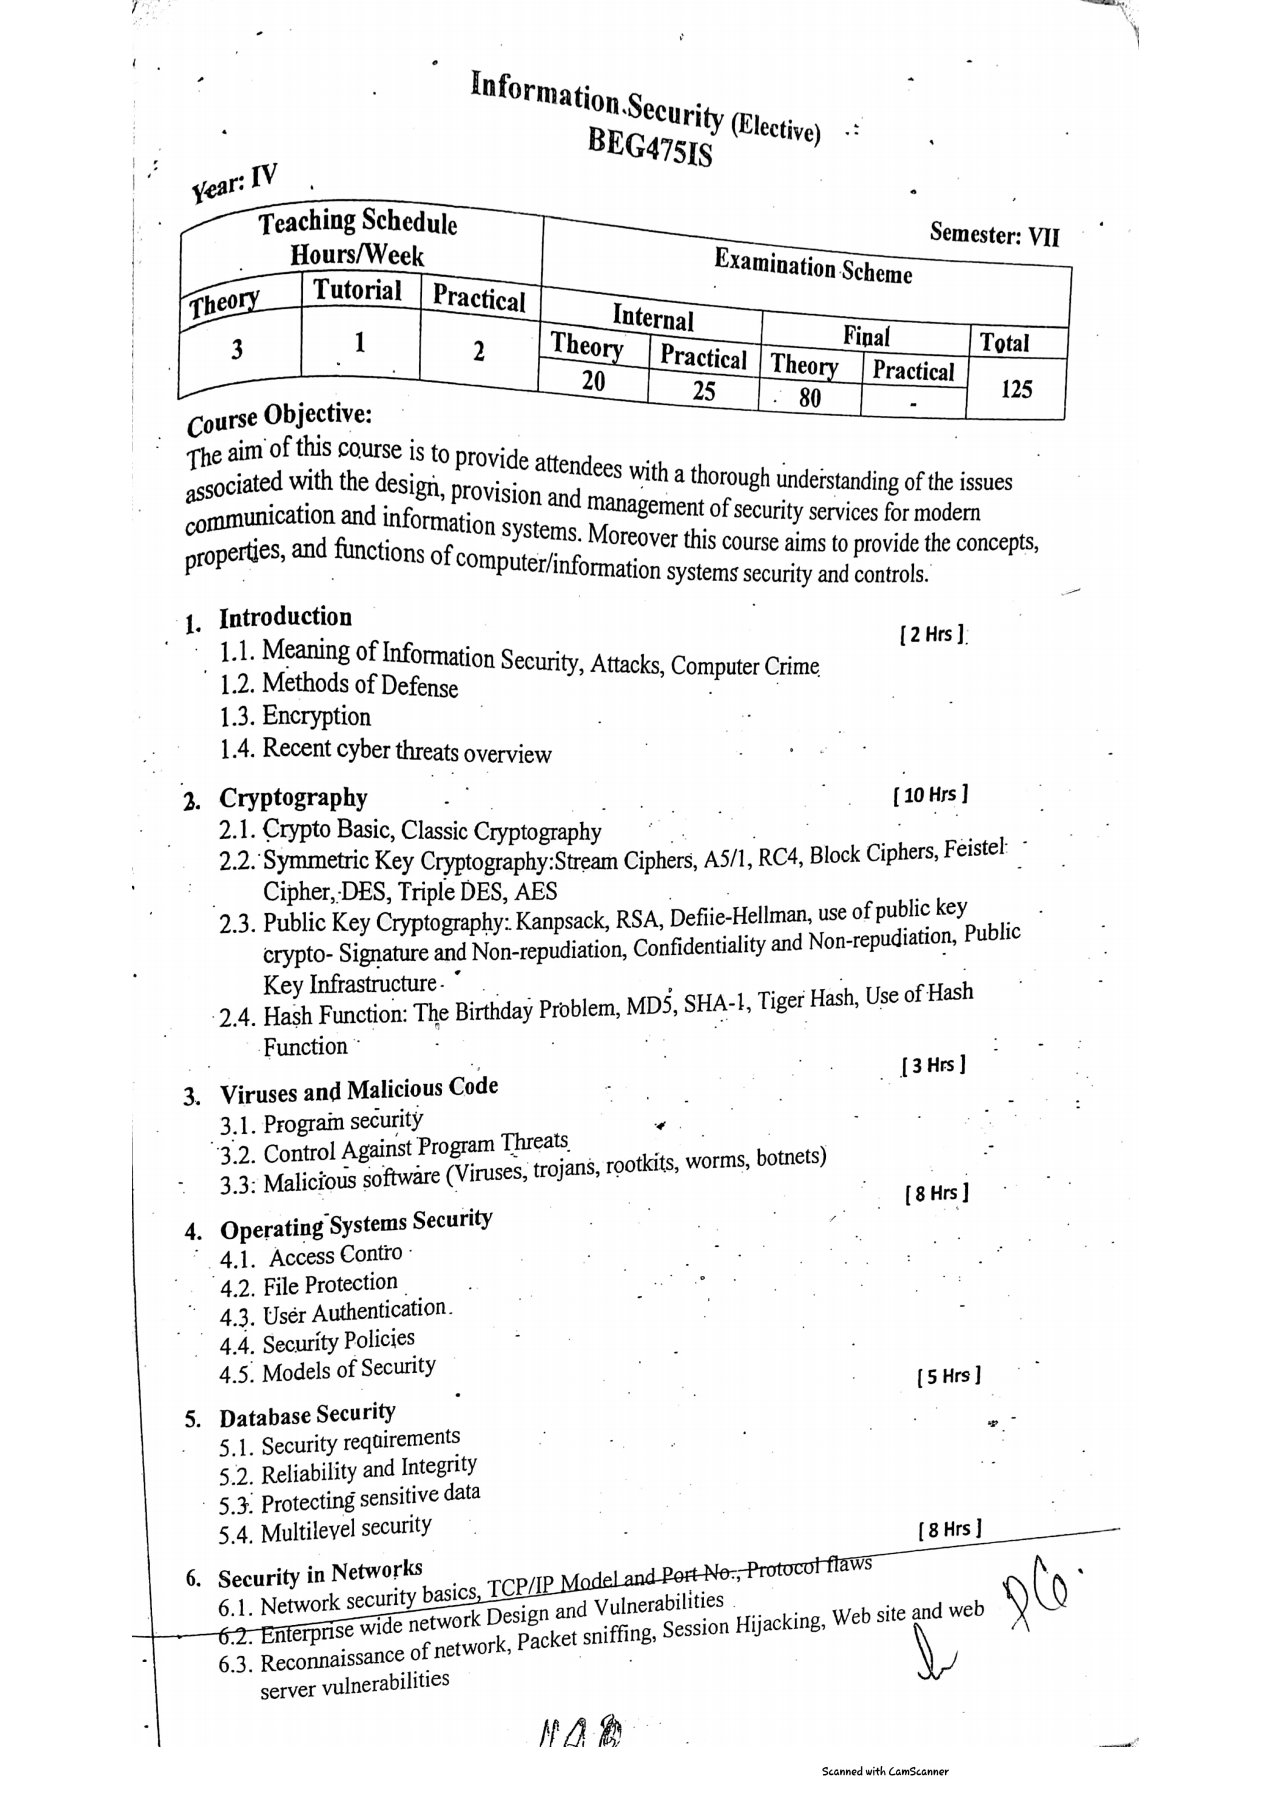 Information Security (Elective)
BEG475IS
Year: IV
Semester: VII
Teaching Schedule
Hours/Week
Examination Scheme
Theory Tutorial Practical Internal Final Total
3 1 2 Theory Practical Theory Practical 125
20 25 80 -
Course Objective:
The aim of this course is to provide attendees with a thorough understanding of the issues
associated with the design, provision and management of security services for modern
communication and information systems. Moreover this course aims to provide the concepts,
properties, and functions of computer/information systems security and controls.
1. Introduction [ 2 Hrs ]
1.1. Meaning of Information Security, Attacks, Computer Crime
1.2. Methods of Defense
1.3. Encryption
1.4. Recent cyber threats overview
2. Cryptography [ 10 Hrs ]
2.1. Crypto Basic, Classic Cryptography
2.2. Symmetric Key Cryptography:Stream Ciphers, A5/1, RC4, Block Ciphers, Feistel
Cipher, DES, Triple DES, AES
2.3. Public Key Cryptography: Kanpsack, RSA, Defiie-Hellman, use of public key
crypto- Signature and Non-repudiation, Confidentiality and Non-repudiation, Public
Key Infrastructure
2.4. Hash Function: The Birthday Problem, MD5, SHA-1, Tiger Hash, Use of Hash
Function
3. Viruses and Malicious Code [ 3 Hrs ]
3.1. Program security
3.2. Control Against Program Threats
3.3. Malicious software (Viruses, trojans, rootkits, worms, botnets)
4. Operating Systems Security [ 8 Hrs ]
4.1. Access Contro
4.2. File Protection
4.3. User Authentication
4.4. Security Policies
4.5. Models of Security
5. Database Security [ 5 Hrs ]
5.1. Security requirements
5.2. Reliability and Integrity
5.3. Protecting sensitive data
5.4. Multilevel security
6. Security in Networks [ 8 Hrs ]
6.1. Network security basics, TCP/IP Model and Port No., Protocol flaws
6.2. Enterprise wide network Design and Vulnerabilities
6.3. Reconnaissance of network, Packet sniffing, Session Hijacking, Web site and web
server vulnerabilities
Scanned with CamScanner